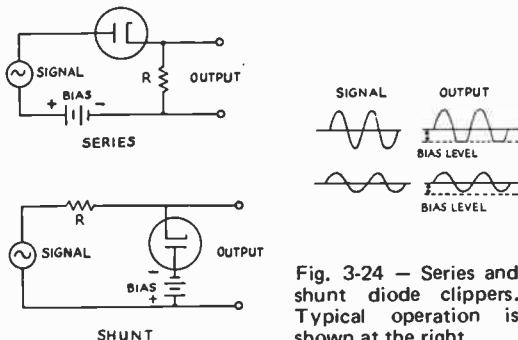 SIGNAL
R
OUTPUT
+ BIAS -
SERIES
R
SIGNAL
OUTPUT
-
BIAS
+
SHUNT
SIGNAL OUTPUT
BIAS LEVEL
BIAS LEVEL
Fig. 3-24 — Series and
shunt diode clippers.
Typical operation is
shown at the right.